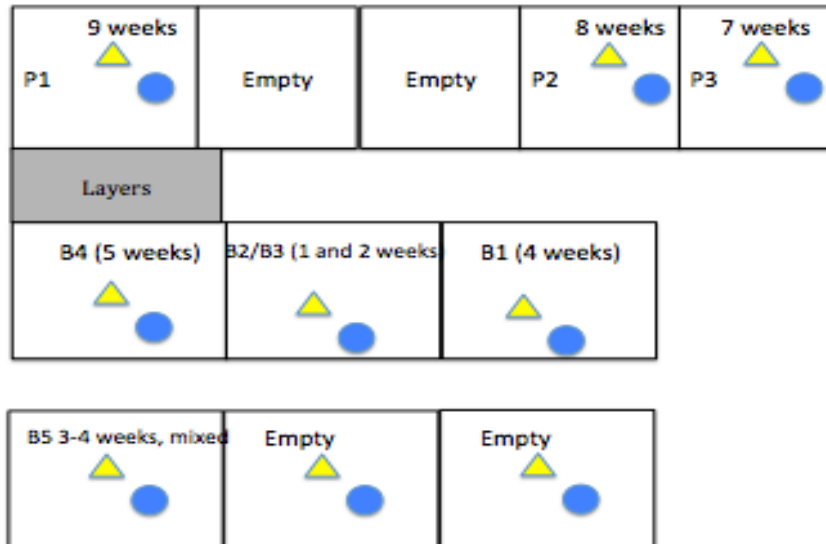 9 weeks
8 weeks
7 weeks
P1
Empty
Empty
P2
P3
Layers
B4 (5 weeks)
B2/B3 (1 and 2 weeks)
B1 (4 weeks)
B5 3-4 weeks, mixed
Empty
Empty